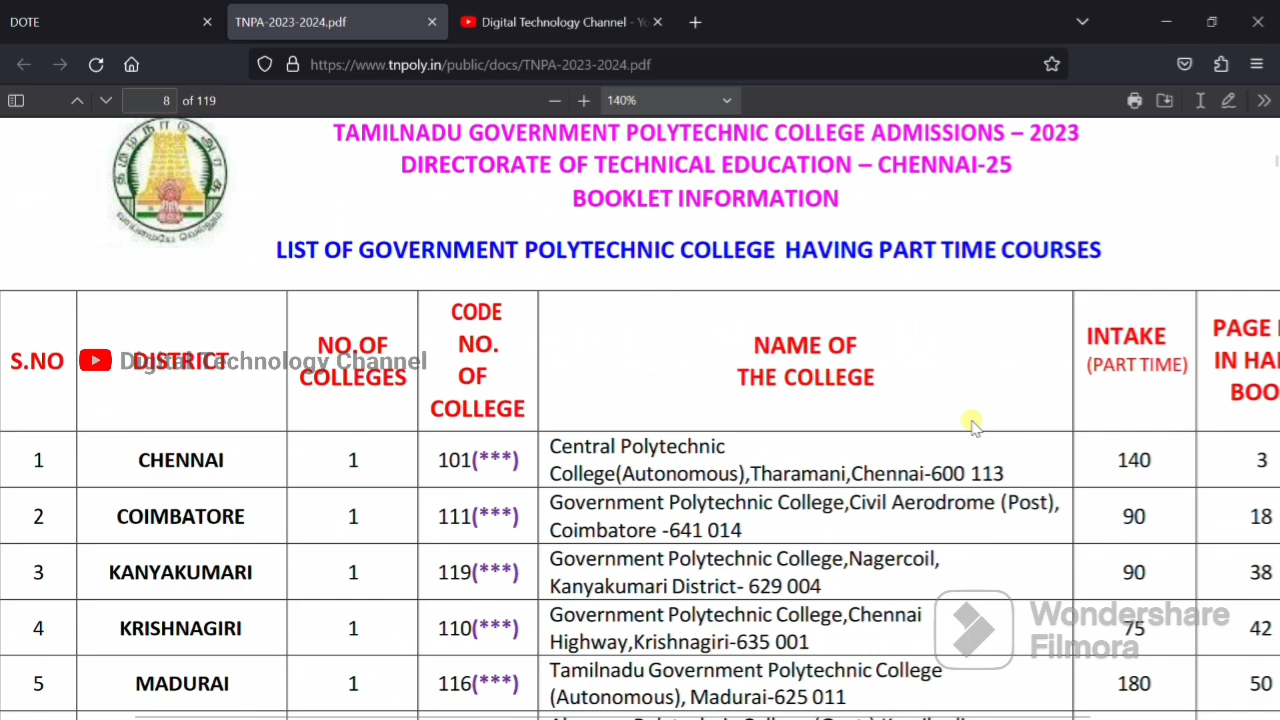 DOTE
TNPA-2023-2024.pdf
Digital Technology Channel - Yo
https://www.tnpoly.in/public/docs/TNPA-2023-2024.pdf
8 of 119
140%
TAMILNADU GOVERNMENT POLYTECHNIC COLLEGE ADMISSIONS – 2023
DIRECTORATE OF TECHNICAL EDUCATION – CHENNAI-25
BOOKLET INFORMATION
LIST OF GOVERNMENT POLYTECHNIC COLLEGE HAVING PART TIME COURSES
S.NO
DISTRICT
NO.OF
COLLEGES
CODE
NO.
OF
COLLEGE
NAME OF
THE COLLEGE
INTAKE
(PART TIME)
PAGE
IN
BOO
Digital Technology Channel
1 CHENNAI 1 101(***) Central Polytechnic
College(Autonomous),Tharamani,Chennai-600 113 140 3
2 COIMBATORE 1 111(***) Government Polytechnic College,Civil Aerodrome (Post),
Coimbatore -641 014 90 18
3 KANYAKUMARI 1 119(***) Government Polytechnic College,Nagercoil,
Kanyakumari District- 629 004 90 38
4 KRISHNAGIRI 1 110(***) Government Polytechnic College,Chennai
Highway,Krishnagiri-635 001 75 42
5 MADURAI 1 116(***) Tamilnadu Government Polytechnic College
(Autonomous), Madurai-625 011 180 50
Wondershare
Filmora